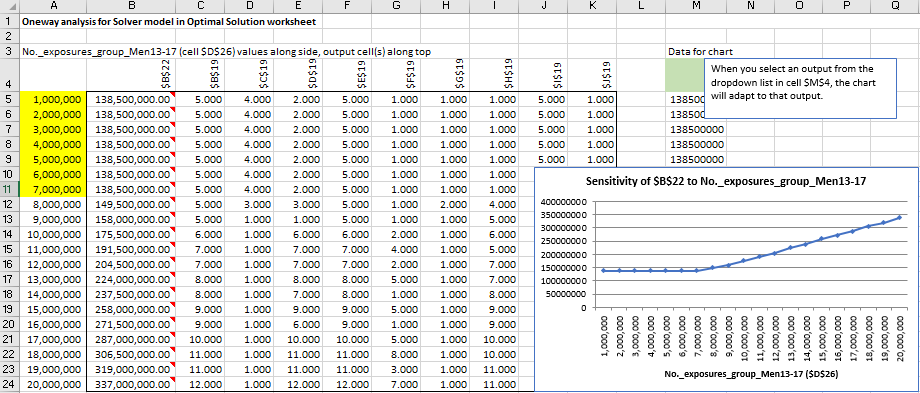 A B C D E F G H I J K L M N O P Q
1 Oneway analysis for Solver model in Optimal Solution worksheet
2
3 No._exposures_group_Men13-17 (cell $D$26) values along side, output cell(s) along top Data for chart
4 $B$22 $B$19 $C$19 $D$19 $E$19 $F$19 $G$19 $H$19 $I$19 $J$19
When you select an output from the
dropdown list in cell $M$4, the chart
will adapt to that output.
5 1,000,000 138,500,000.00 5.000 4.000 2.000 5.000 1.000 1.000 1.000 5.000 1.000 13850
6 2,000,000 138,500,000.00 5.000 4.000 2.000 5.000 1.000 1.000 1.000 5.000 1.000 13850
7 3,000,000 138,500,000.00 5.000 4.000 2.000 5.000 1.000 1.000 1.000 5.000 1.000 138500000
8 4,000,000 138,500,000.00 5.000 4.000 2.000 5.000 1.000 1.000 1.000 5.000 1.000 138500000
9 5,000,000 138,500,000.00 5.000 4.000 2.000 5.000 1.000 1.000 1.000 5.000 1.000 138500000
10 6,000,000 138,500,000.00 5.000 4.000 2.000 5.000 1.000 1.000 1.000
11 7,000,000 138,500,000.00 5.000 4.000 2.000 5.000 1.000 1.000 1.000
12 8,000,000 149,500,000.00 5.000 3.000 3.000 5.000 1.000 2.000 4.000
13 9,000,000 158,000,000.00 5.000 1.000 1.000 5.000 1.000 1.000 5.000
14 10,000,000 175,500,000.00 6.000 1.000 6.000 6.000 2.000 1.000 6.000
15 11,000,000 191,500,000.00 7.000 1.000 7.000 7.000 4.000 1.000 5.000
16 12,000,000 204,500,000.00 7.000 1.000 7.000 7.000 2.000 1.000 7.000
17 13,000,000 224,000,000.00 8.000 1.000 8.000 8.000 5.000 1.000 7.000
18 14,000,000 237,500,000.00 8.000 1.000 7.000 8.000 1.000 1.000 8.000
19 15,000,000 258,000,000.00 9.000 1.000 9.000 9.000 5.000 1.000 9.000
20 16,000,000 271,500,000.00 9.000 1.000 6.000 9.000 1.000 1.000 9.000
21 17,000,000 287,000,000.00 10.000 1.000 10.000 10.000 5.000 1.000 10.000
22 18,000,000 306,500,000.00 11.000 1.000 11.000 11.000 8.000 1.000 10.000
23 19,000,000 319,000,000.00 11.000 1.000 11.000 11.000 3.000 1.000 11.000
24 20,000,000 337,000,000.00 12.000 1.000 12.000 12.000 7.000 1.000 11.000
Sensitivity of $B$22 to No._exposures_group_Men13-17
400000000
350000000
300000000
250000000
200000000
150000000
100000000
50000000
0
1,000,000 2,000,000 3,000,000 4,000,000 5,000,000 6,000,000 7,000,000 8,000,000 9,000,000 10,000,000 11,000,000 12,000,000 13,000,000 14,000,000 15,000,000 16,000,000 17,000,000 18,000,000 19,000,000 20,000,000
No._exposures_group_Men13-17 ($D$26)